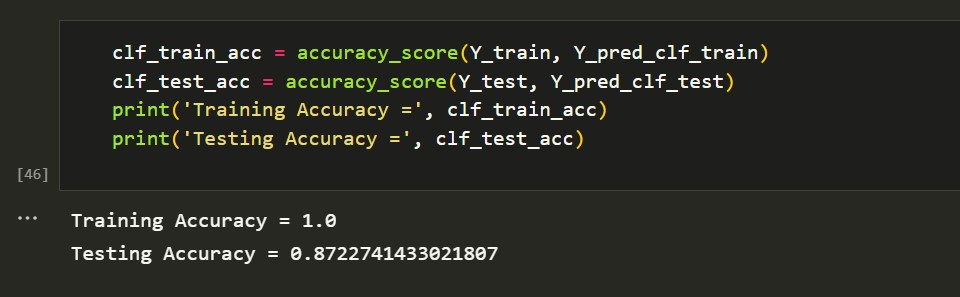 clf_train_acc = accuracy_score(Y_train, Y_pred_clf_train)
clf_test_acc = accuracy_score(Y_test, Y_pred_clf_test)
print('Training Accuracy =', clf_train_acc)
print('Testing Accuracy =', clf_test_acc)
[46]
...
Training Accuracy = 1.0
Testing Accuracy = 0.8722741433021807